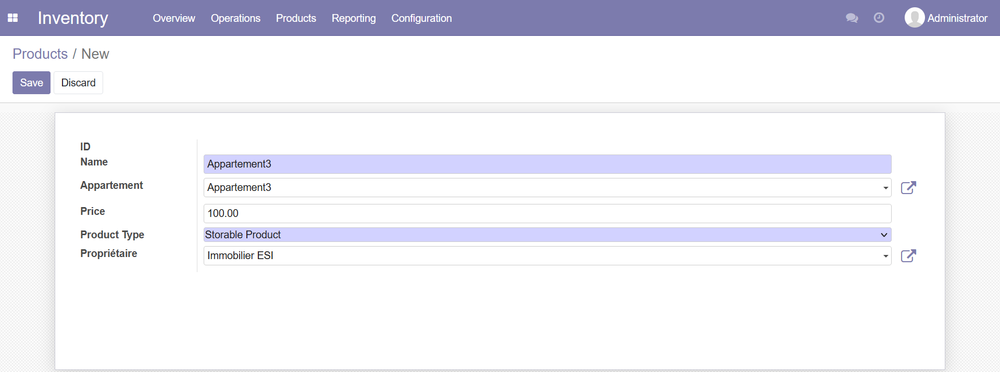 Inventory Overview Operations Products Reporting Configuration Administrator
Products / New
Save Discard
ID
Name Appartement3
Appartement Appartement3
Price 100.00
Product Type Storable Product
Propriétaire Immobilier ESI